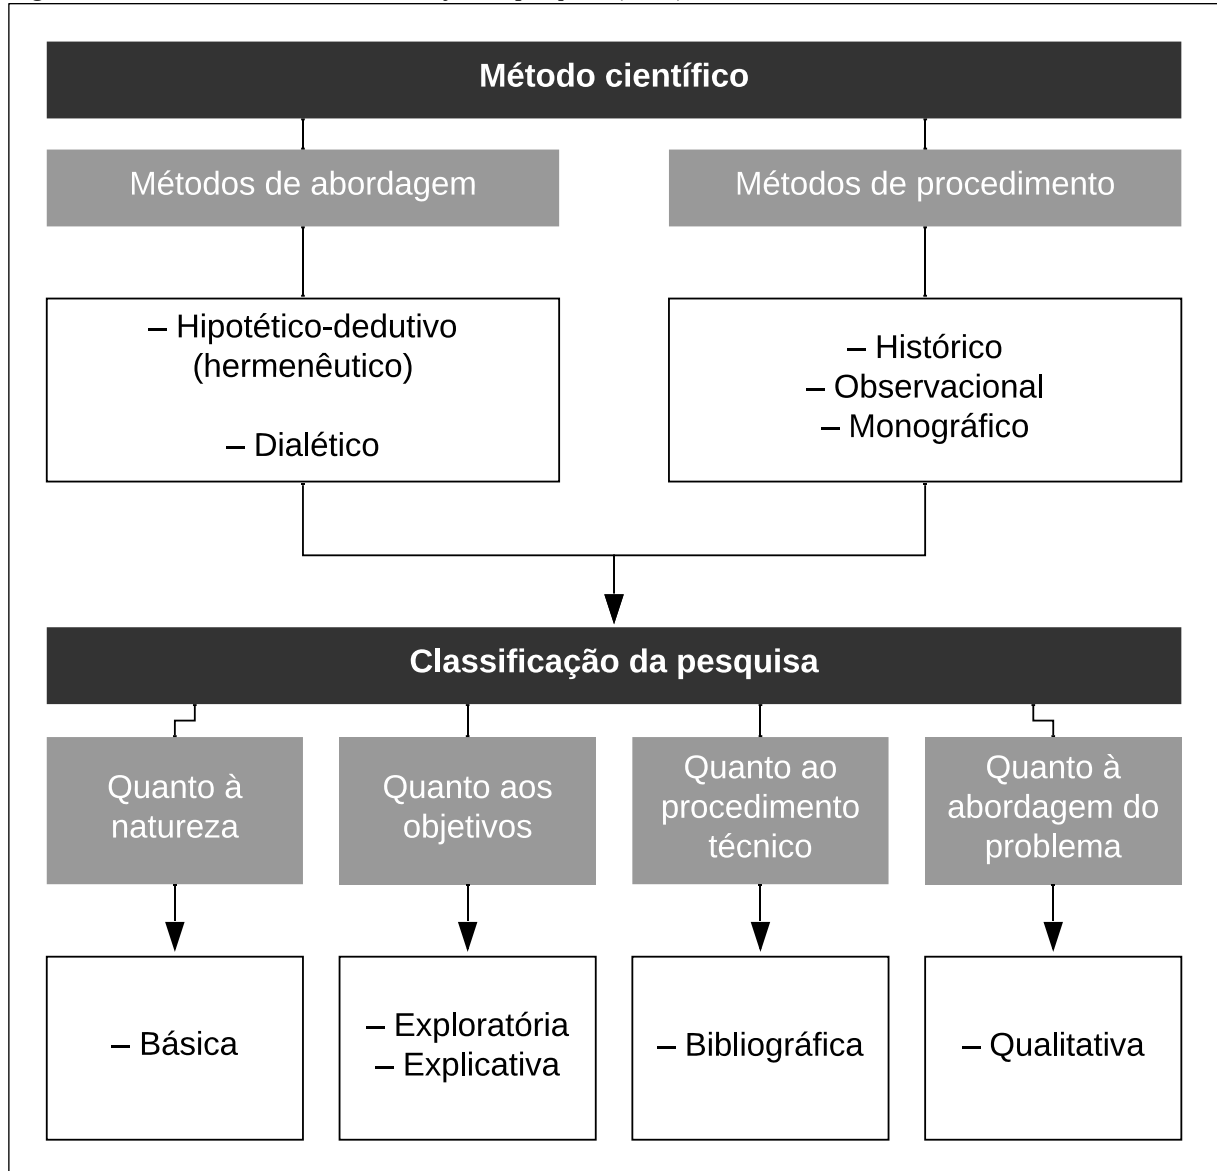 Método científico
Métodos de abordagem
Métodos de procedimento
– Hipotético-dedutivo
(hermenêutico)
– Dialético
– Histórico
– Observacional
– Monográfico
Classificação da pesquisa
Quanto à
natureza
Quanto aos
objetivos
Quanto ao
procedimento
técnico
Quanto à
abordagem do
problema
– Básica
– Exploratória
– Explicativa
– Bibliográfica
– Qualitativa